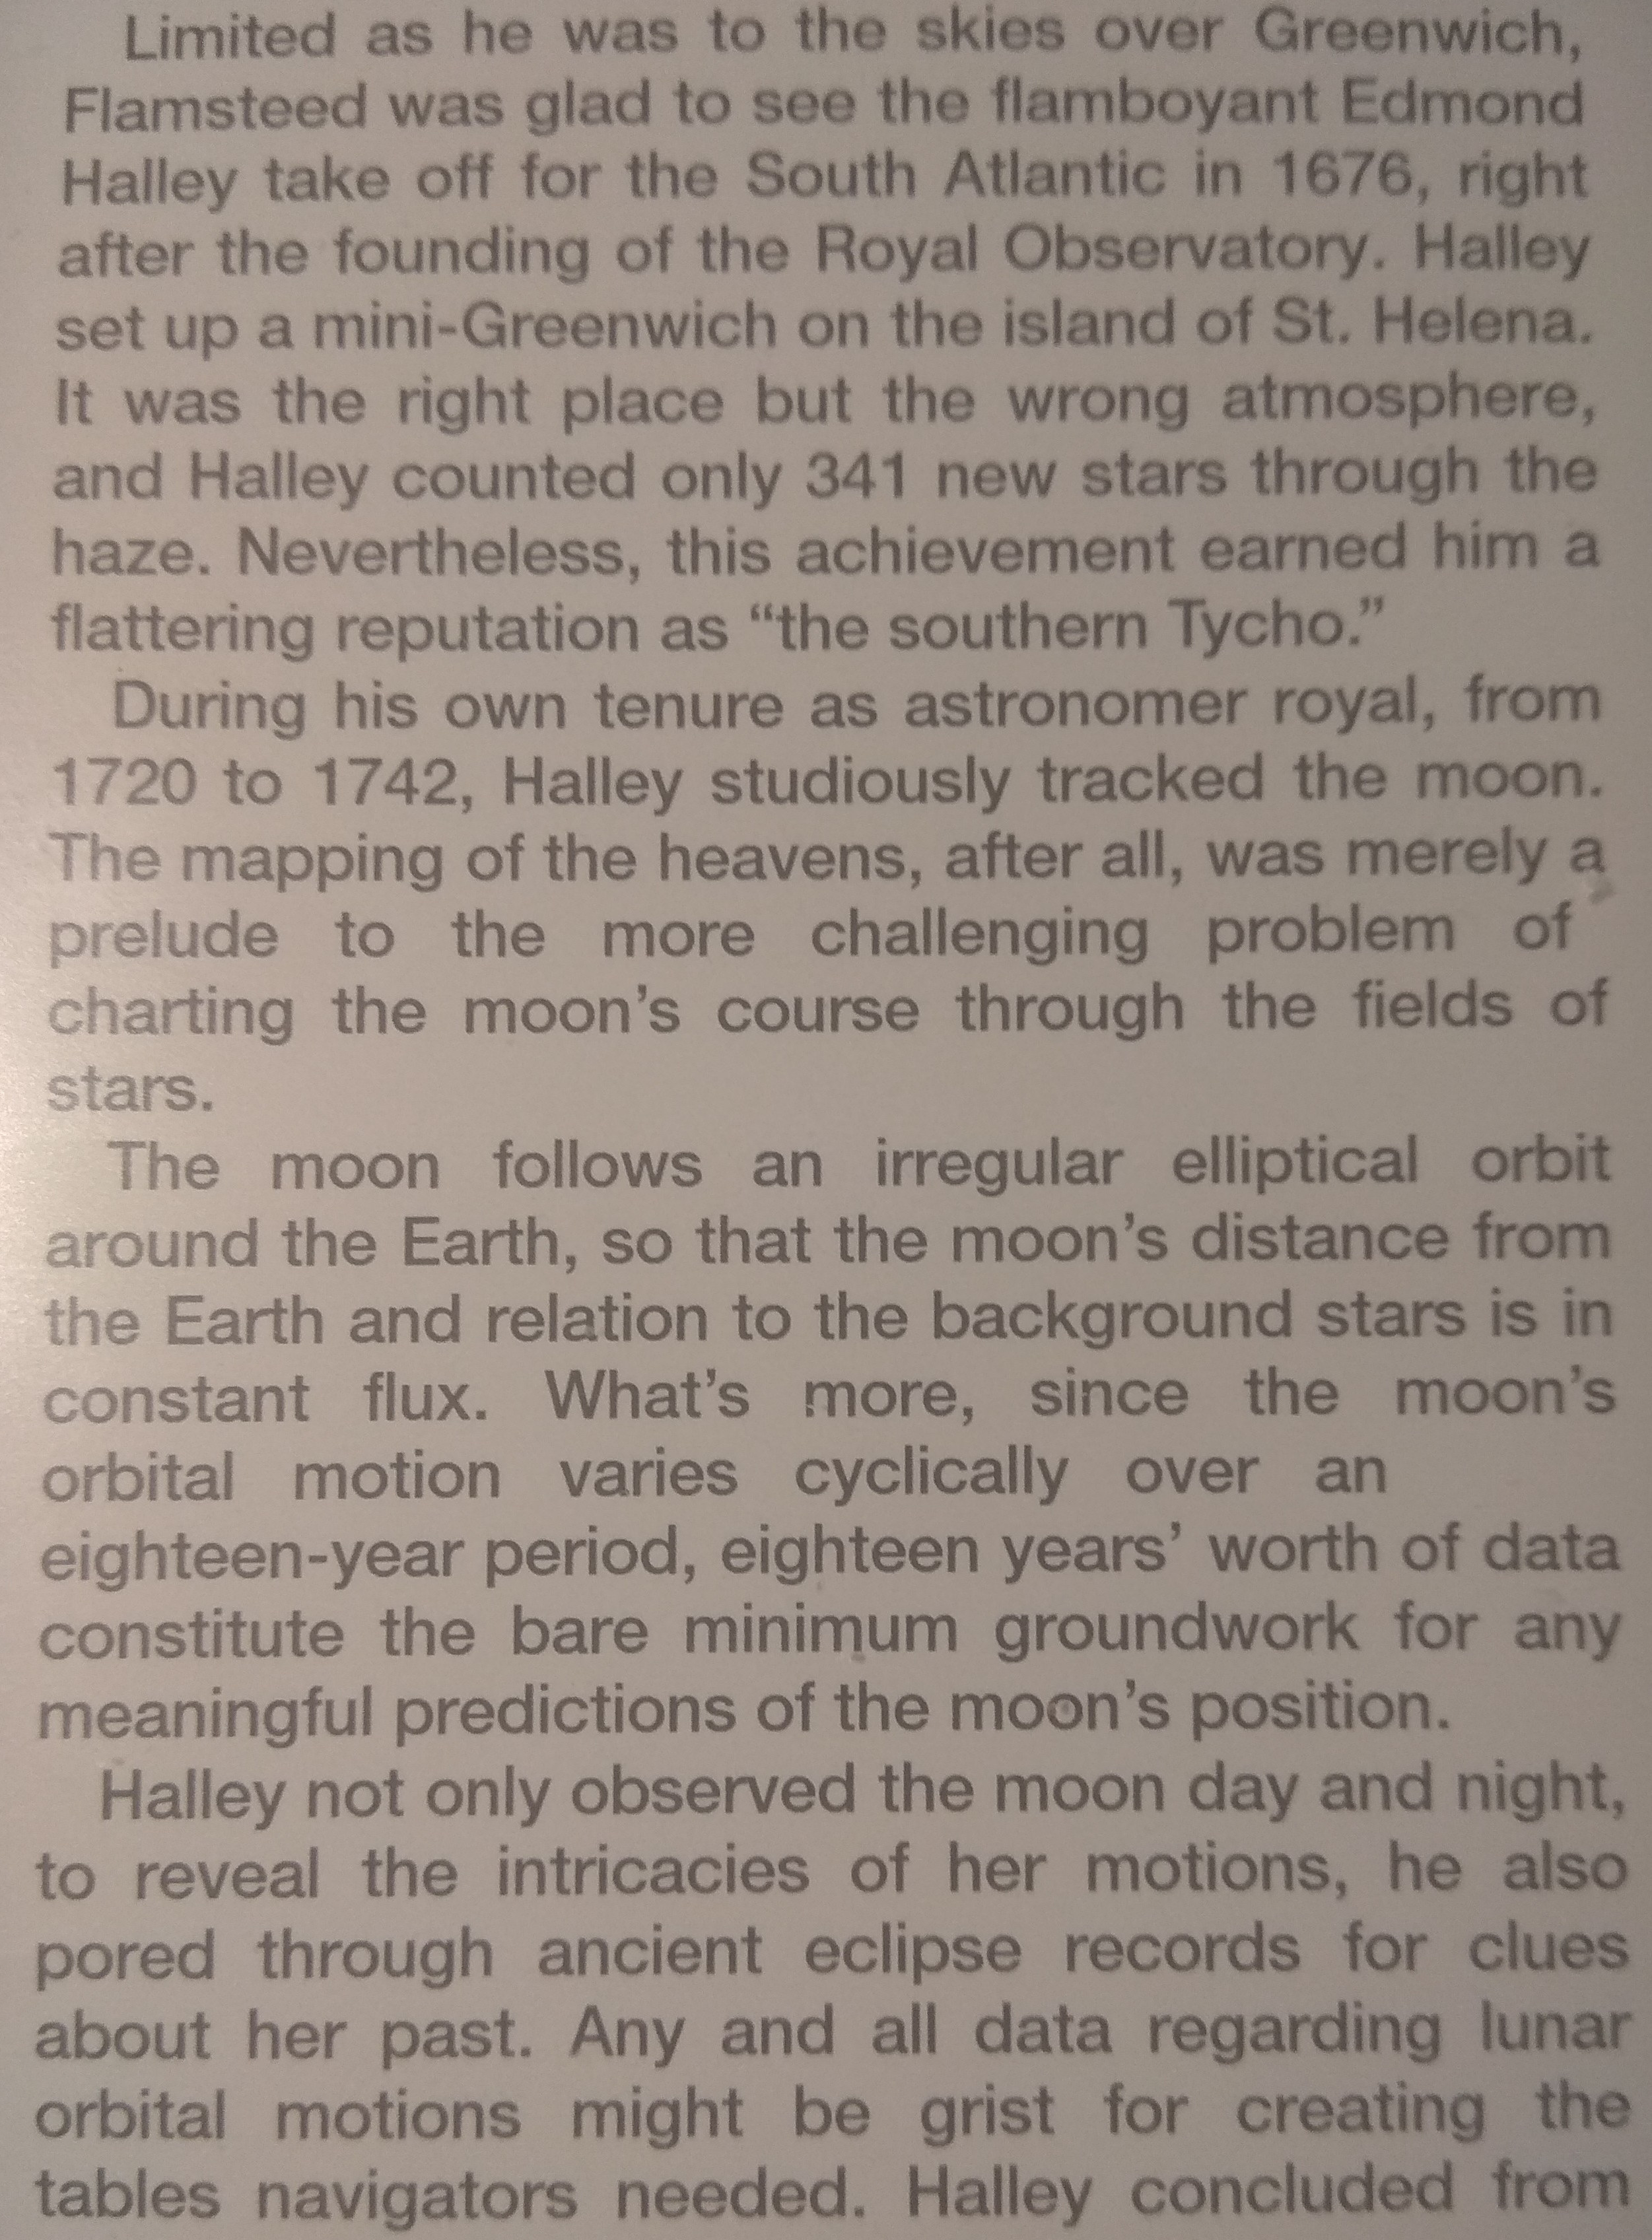 Limited as he was to the skies over Greenwich,
Flamsteed was glad to see the flamboyant Edmond
Halley take off for the South Atlantic in 1676, right
after the founding of the Royal Observatory. Halley
set up a mini-Greenwich on the island of St. Helena.
It was the right place but the wrong atmosphere,
and Halley counted only 341 new stars through the
haze. Nevertheless, this achievement earned him a
flattering reputation as “the southern Tycho.”
During his own tenure as astronomer royal, from
1720 to 1742, Halley studiously tracked the moon.
The mapping of the heavens, after all, was merely a
prelude to the more challenging problem of
charting the moon’s course through the fields of
stars.
The moon follows an irregular elliptical orbit
around the Earth, so that the moon’s distance from
the Earth and relation to the background stars is in
constant flux. What’s more, since the moon’s
orbital motion varies cyclically over an
eighteen-year period, eighteen years’ worth of data
constitute the bare minimum groundwork for any
meaningful predictions of the moon’s position.
Halley not only observed the moon day and night,
to reveal the intricacies of her motions, he also
pored through ancient eclipse records for clues
about her past. Any and all data regarding lunar
orbital motions might be grist for creating the
tables navigators needed. Halley concluded from